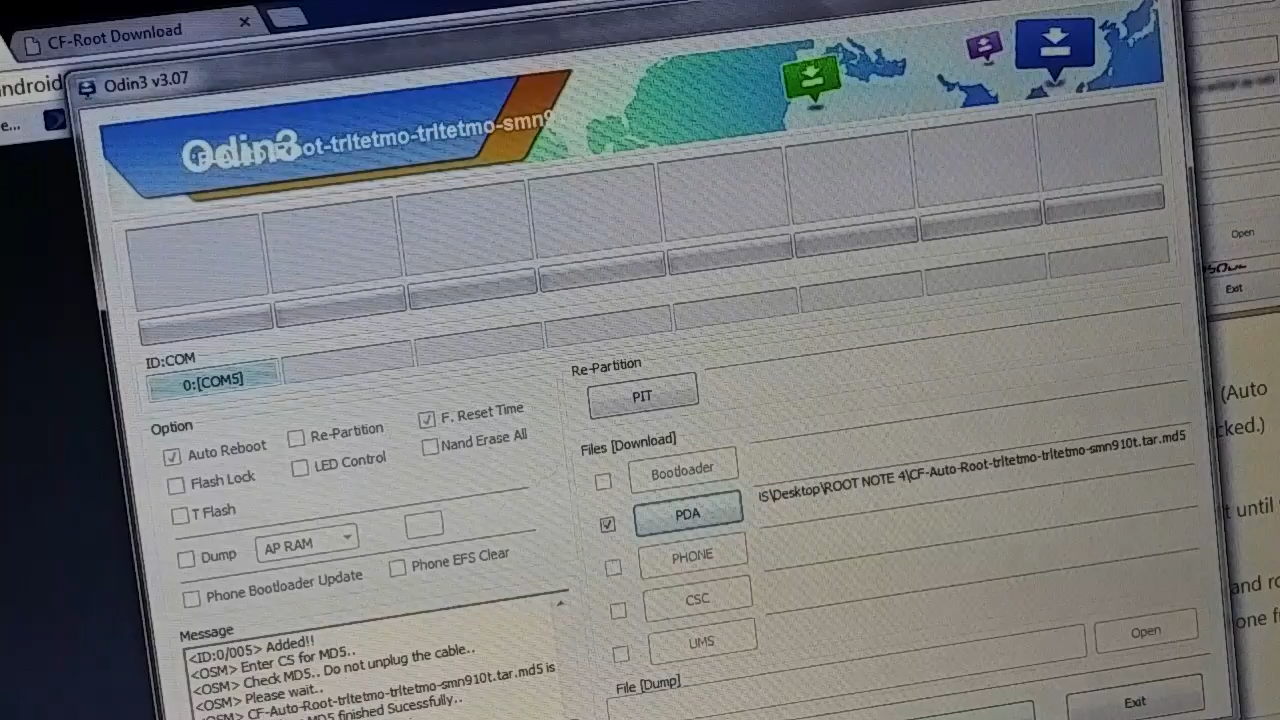 CF-Root Download
ndroid
e...
Odin3 v3.07
Odin3
ot-trltetmo-trltetmo-smn9
Open
Exit
ID:COM
0:[COM5]
Option
Auto Reboot
Re-Partition
F. Reset Time
Flash Lock
LED Control
Nand Erase All
T Flash
Dump
AP RAM
Phone Bootloader Update
Phone EFS Clear
Re-Partition
PIT
Files [Download]
Bootloader
PDA
IS\Desktop\ROOT NOTE 4\CF-Auto-Root-trltetmo-trltetmo-smn910t.tar.md5
PHONE
CSC
UMS
File [Dump]
Open
Exit
Message
<ID:0/005> Added!!
<OSM> Enter CS for MD5..
<OSM> Check MD5.. Do not unplug the cable..
<OSM> Please wait..
<OSM> CF-Auto-Root-trltetmo-trltetmo-smn910t.tar.md5 is
MD5 finished Sucessfully..
(Auto
cked.)
t until
and ro
one f